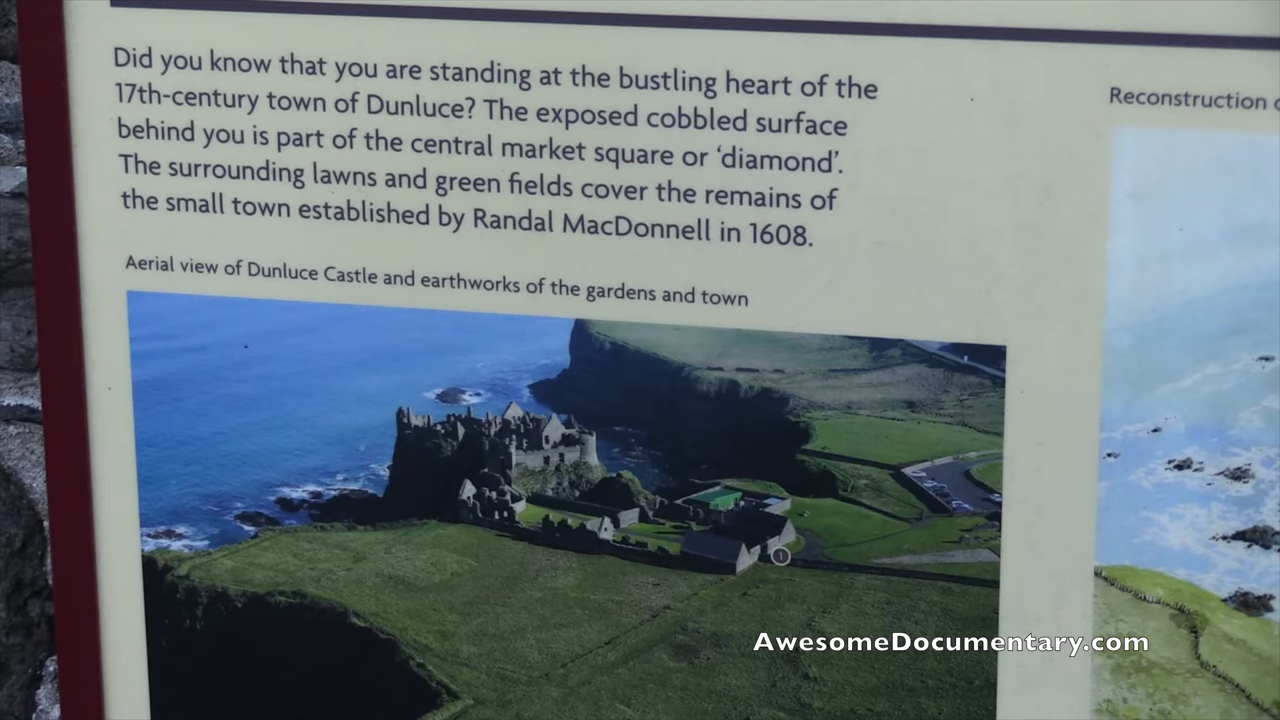 Did you know that you are standing at the bustling heart of the
17th-century town of Dunluce? The exposed cobbled surface
behind you is part of the central market square or ‘diamond’.
The surrounding lawns and green fields cover the remains of
the small town established by Randal MacDonnell in 1608.
Aerial view of Dunluce Castle and earthworks of the gardens and town
Reconstruction
1
AwesomeDocumentary.com